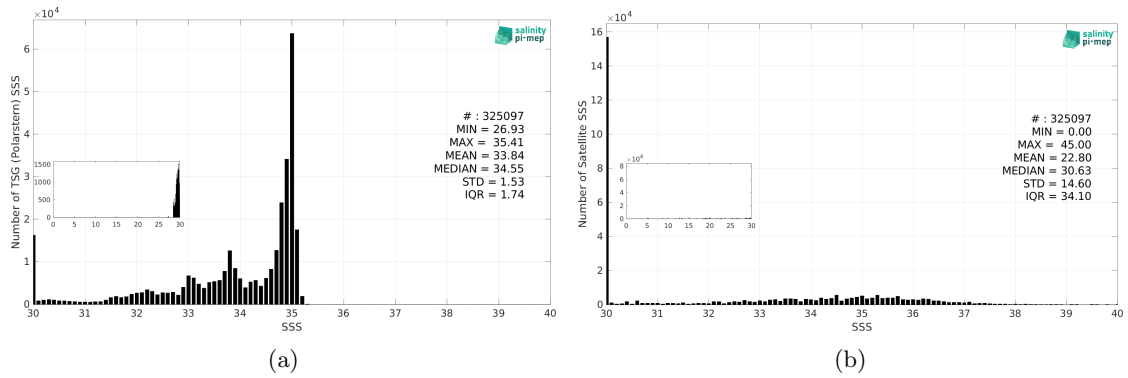 ×10⁴
salinity
pi-mep
Number of TSG (Polarstern) SSS
6
5
4
3
2
1
0
# : 325097
MIN = 26.93
MAX = 35.41
MEAN = 33.84
MEDIAN = 34.55
STD = 1.53
IQR = 1.74
1500
1000
500
0
0 5 10 15 20 25 30
30 31 32 33 34 35 36 37 38 39 40
SSS
(a)
×10⁴
salinity
pi-mep
Number of Satellite SSS
16
14
12
10
8
6
4
2
0
# : 325097
MIN = 0.00
MAX = 45.00
MEAN = 22.80
MEDIAN = 30.63
STD = 14.60
IQR = 34.10
×10⁴
8
6
4
2
0
0 5 10 15 20 25 30
30 31 32 33 34 35 36 37 38 39 40
SSS
(b)